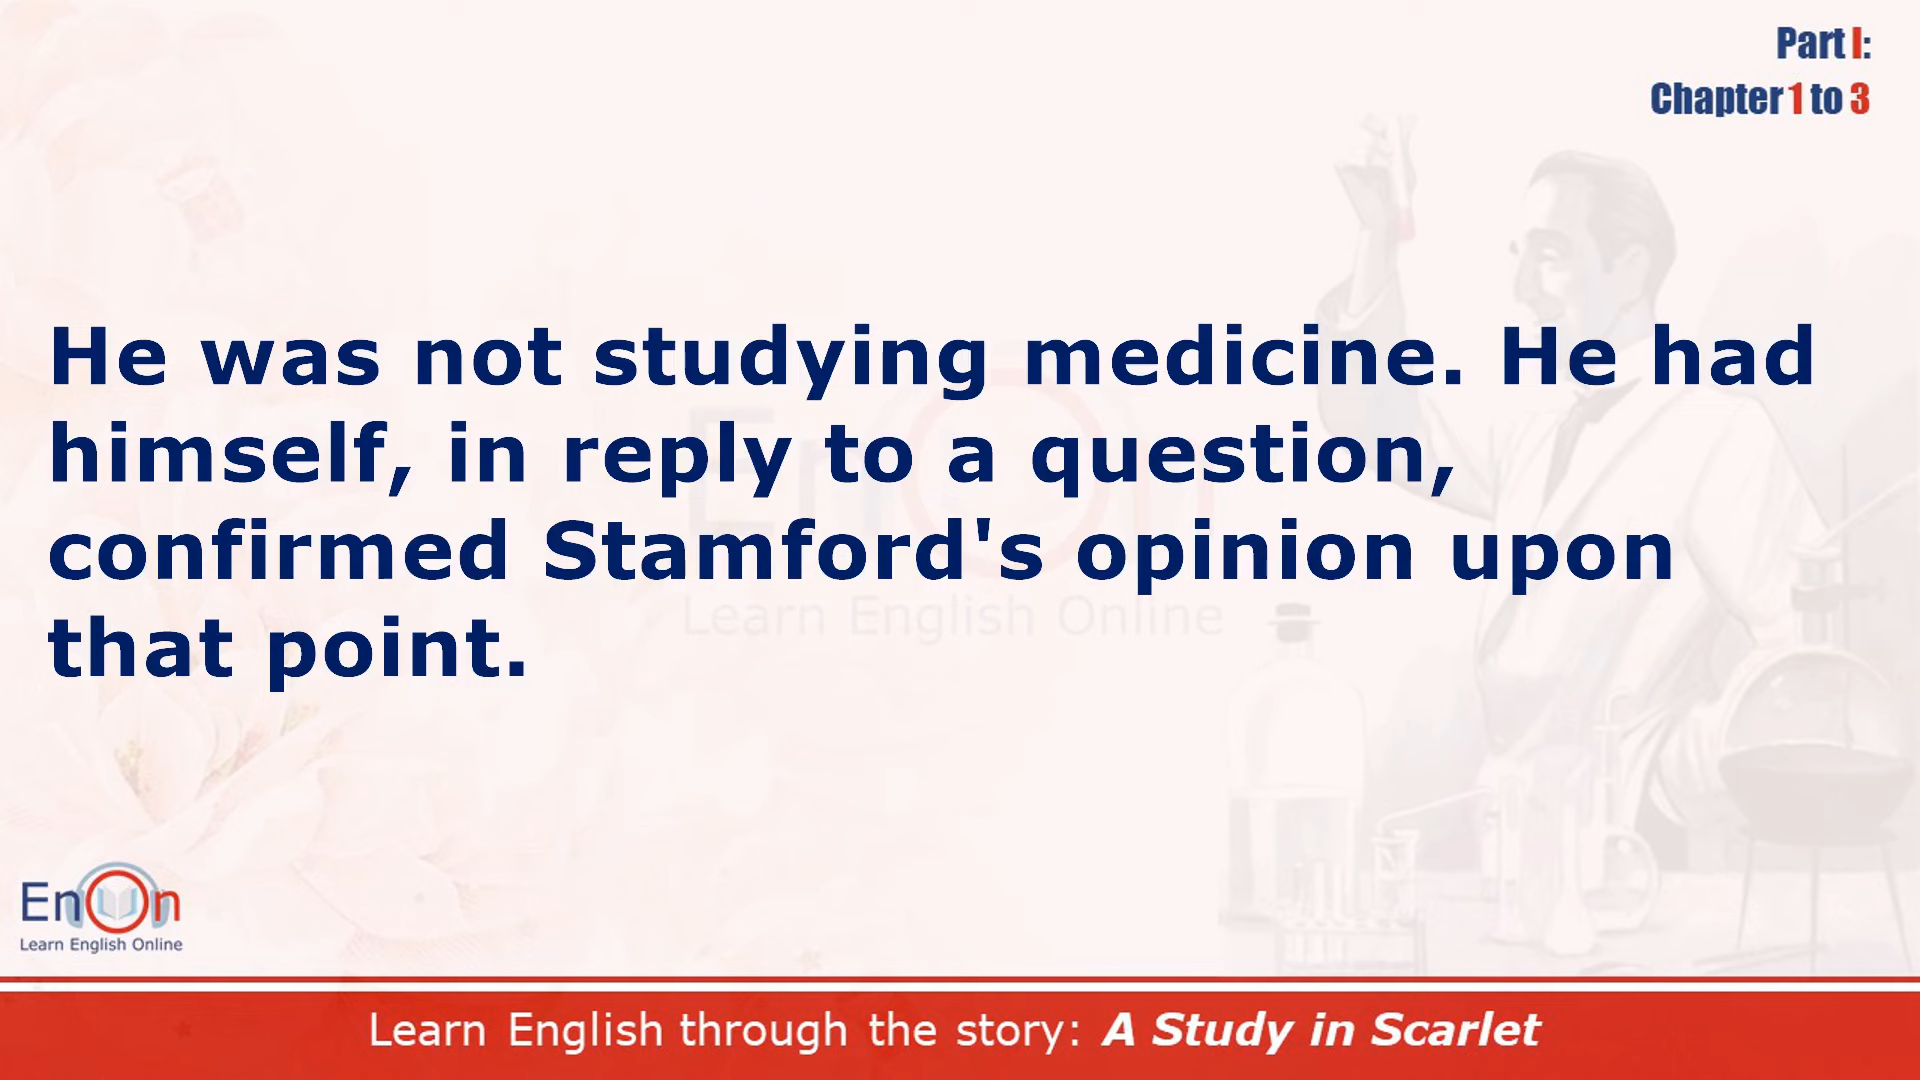 Part I:
Chapter 1 to 3
He was not studying medicine. He had
himself, in reply to a question,
confirmed Stamford's opinion upon
that point.
En On
Learn English Online
EnOn
Learn English Online
Learn English through the story: A Study in Scarlet